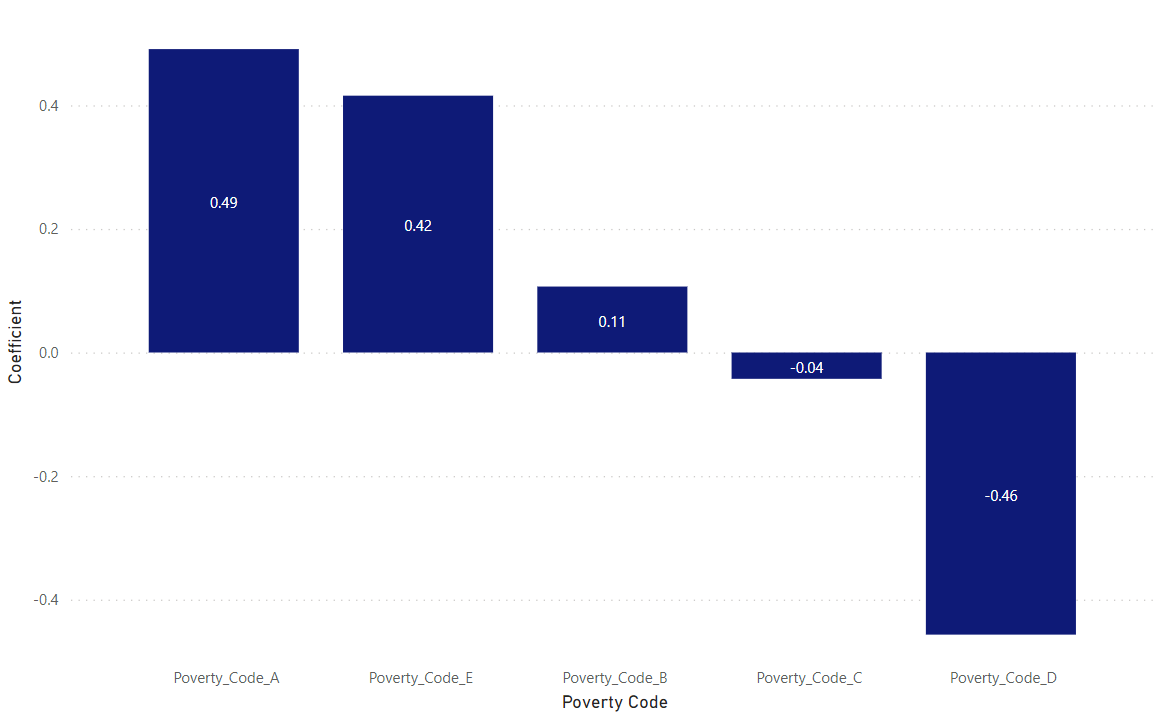 0.4
0.2
0.0
-0.2
-0.4
Coefficient
0.49
0.42
0.11
-0.04
-0.46
Poverty_Code_A
Poverty_Code_E
Poverty_Code_B
Poverty_Code_C
Poverty_Code_D
Poverty Code